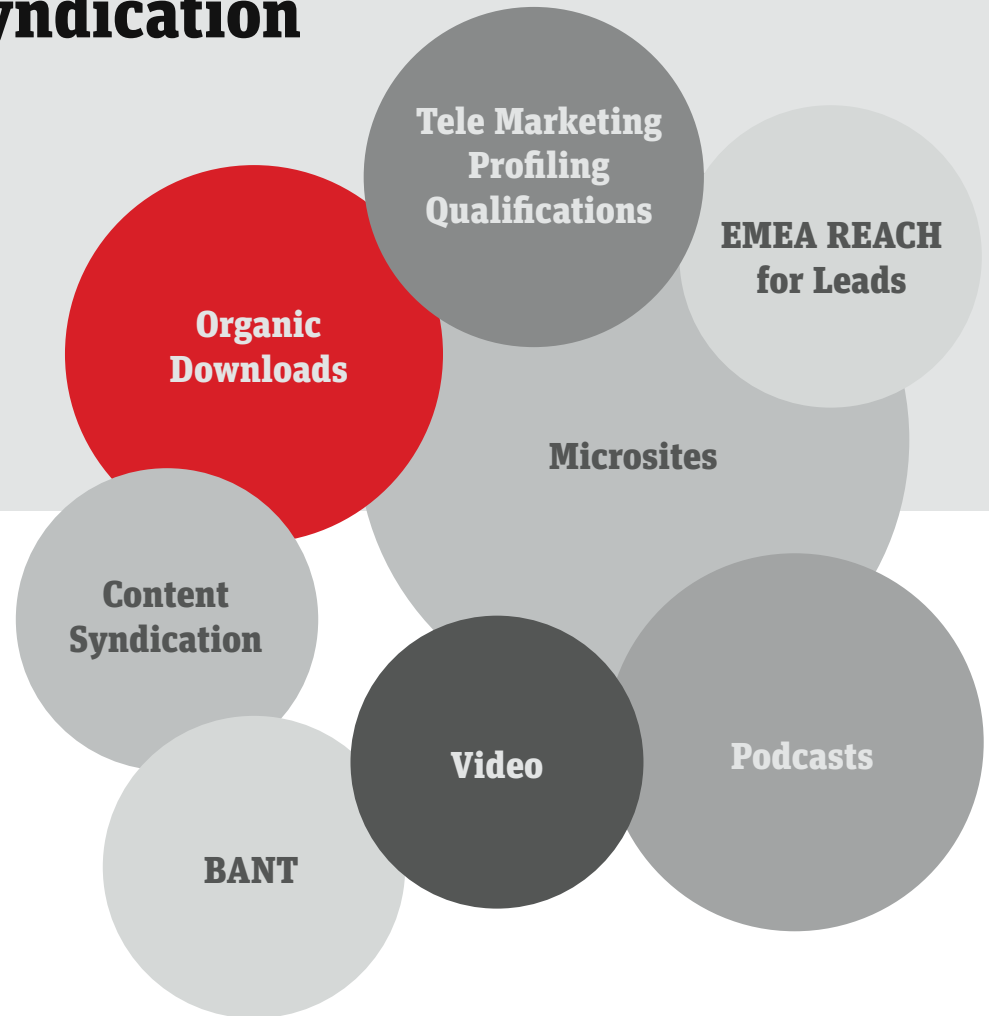 yndication
Tele Marketing
Profiling
Qualifications
EMEA REACH
for Leads
Organic
Downloads
Microsites
Content
Syndication
Video
Podcasts
BANT